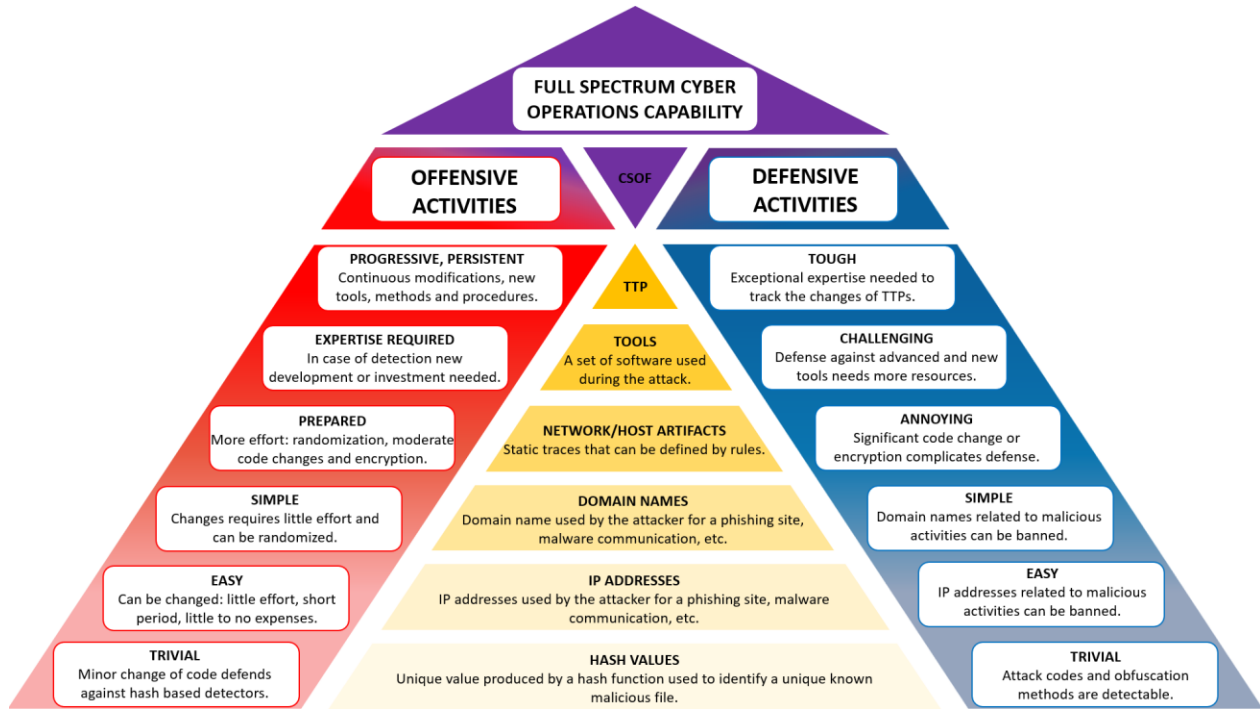 FULL SPECTRUM CYBER
OPERATIONS CAPABILITY
OFFENSIVE
ACTIVITIES
CSOF
DEFENSIVE
ACTIVITIES
PROGRESSIVE, PERSISTENT
Continuous modifications, new
tools, methods and procedures.
TTP
TOUGH
Exceptional expertise needed to
track the changes of TTPs.
EXPERTISE REQUIRED
In case of detection new
development or investment needed.
TOOLS
A set of software used
during the attack.
CHALLENGING
Defense against advanced and new
tools needs more resources.
PREPARED
More effort: randomization, moderate
code changes and encryption.
NETWORK/HOST ARTIFACTS
Static traces that can be defined by rules.
ANNOYING
Significant code change or
encryption complicates defense.
SIMPLE
Changes requires little effort and
can be randomized.
DOMAIN NAMES
Domain name used by the attacker for a phishing site,
malware communication, etc.
SIMPLE
Domain names related to malicious
activities can be banned.
EASY
Can be changed: little effort, short
period, little to no expenses.
IP ADDRESSES
IP addresses used by the attacker for a phishing site, malware
communication, etc.
EASY
IP addresses related to malicious
activities can be banned.
TRIVIAL
Minor change of code defends
against hash based detectors.
HASH VALUES
Unique value produced by a hash function used to identify a unique known
malicious file.
TRIVIAL
Attack codes and obfuscation
methods are detectable.